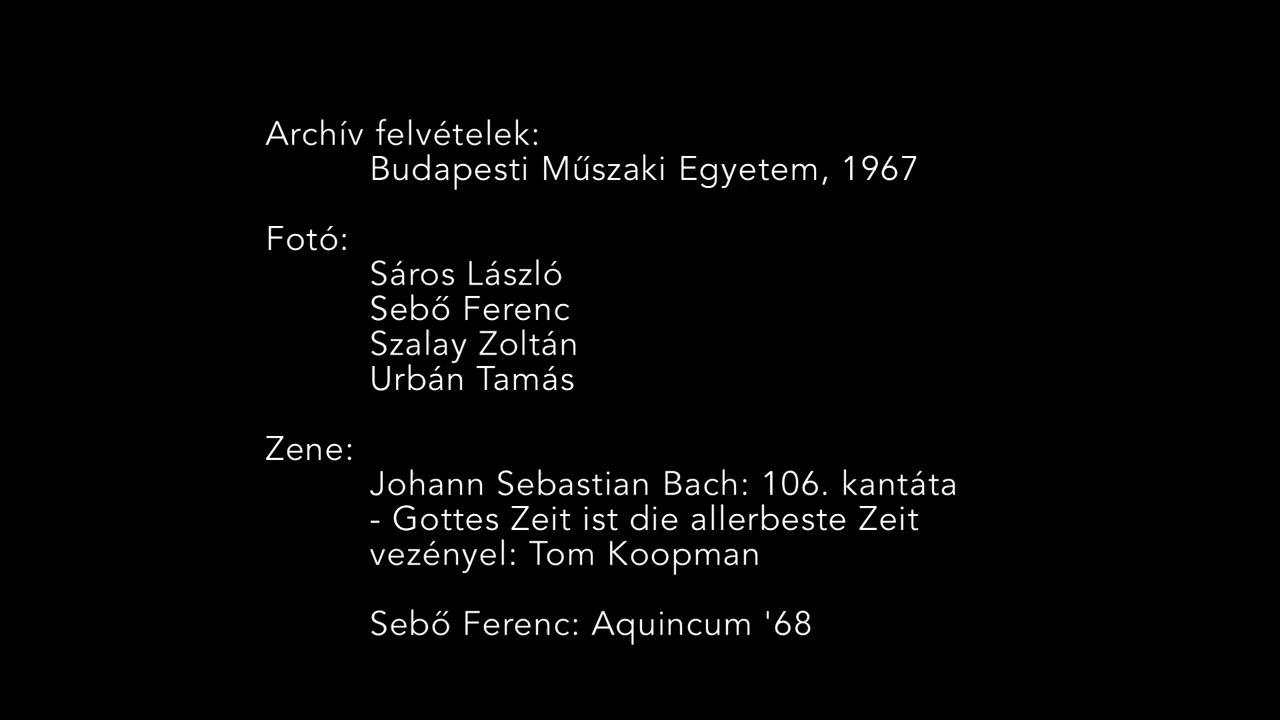 Archív felvételek:
Budapesti Műszaki Egyetem, 1967
Fotó:
Sáros László
Sebő Ferenc
Szalay Zoltán
Urbán Tamás
Zene:
Johann Sebastian Bach: 106. kantáta
- Gottes Zeit ist die allerbeste Zeit
vezényel: Tom Koopman
Sebő Ferenc: Aquincum '68